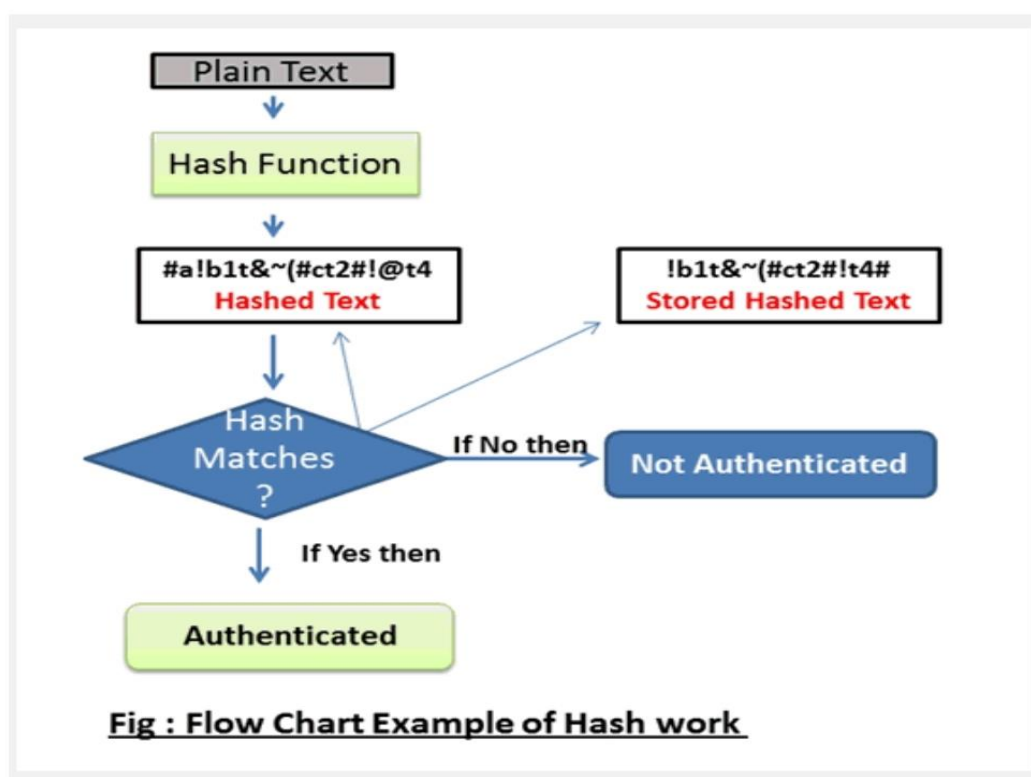 Plain Text
Hash Function
#a!b1t&~(#ct2#!@t4
Hashed Text
!b1t&~(#ct2#!t4#
Stored Hashed Text
Hash
Matches
?
If No then
Not Authenticated
If Yes then
Authenticated
Fig : Flow Chart Example of Hash work